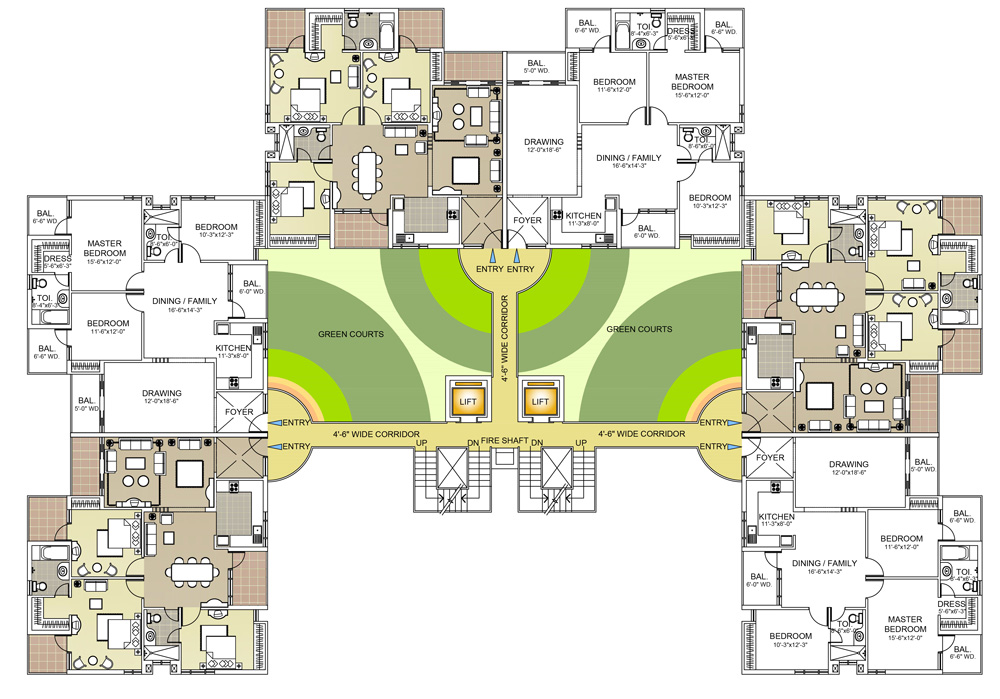 BAL.
6'-6" WD.
TOI.
8'-4"x6'-3"
DRESS
5'-6"x6'
BAL.
6'-6" WD.
BAL.
5'-0" WD.
BEDROOM
11'-6"x12'-0"
MASTER
BEDROOM
15'-6"x12'-0"
DRAWING
12'-0"x18'-6"
DINING / FAMILY
16'-6"x14'-3"
TOI.
8'-6"x6'-0"
BEDROOM
10'-3"x12'-3"
FOYER
KITCHEN
11'-3"x8'-0"
BAL.
6'-0" WD.
ENTRY
ENTRY
BAL.
6'-6" WD.
MASTER
BEDROOM
15'-6"x12'-0"
DRESS
5'-6"x6'-3"
TOI.
8'-4"x6'-3"
TOI.
8'-6"x6'-0"
BEDROOM
10'-3"x12'-3"
BAL.
6'-0" WD.
DINING / FAMILY
16'-6"x14'-3"
BEDROOM
11'-6"x12'-0"
BAL.
6'-6" WD.
KITCHEN
11'-3"x8'-0"
DRAWING
12'-0"x18'-6"
BAL.
5'-0" WD.
FOYER
GREEN COURTS
4'-6" WIDE CORRIDOR
GREEN COURTS
LIFT
LIFT
ENTRY
ENTRY
4'-6" WIDE CORRIDOR
UP
DN
FIRE SHAFT
DN
UP
4'-6" WIDE CORRIDOR
ENTRY
ENTRY
FOYER
DRAWING
12'-0"x18'-6"
BAL.
5'-0" WD.
KITCHEN
11'-3"x8'-0"
BAL.
6'-6" WD.
BEDROOM
11'-6"x12'-0"
DINING / FAMILY
16'-6"x14'-3"
BAL.
6'-0" WD.
TOI.
8'-4"x6'-3"
DRESS
5'-6"x6'-3"
TOI.
8'-6"x6'-0"
MASTER
BEDROOM
15'-6"x12'-0"
BEDROOM
10'-3"x12'-3"
BAL.
6'-6" WD.